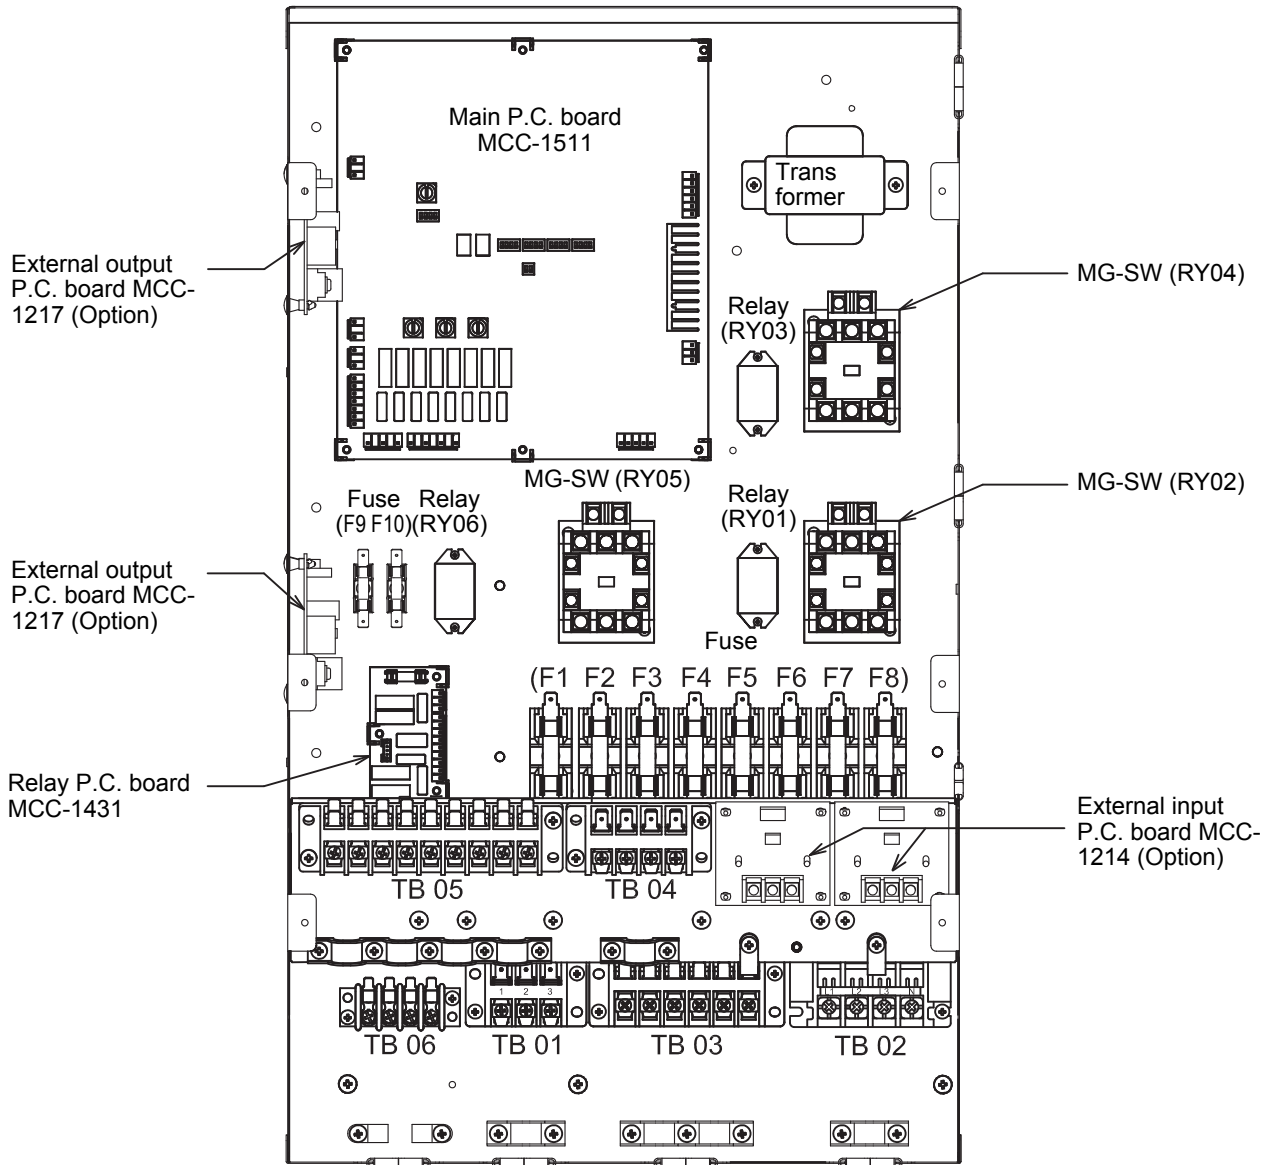 Main P.C. board
MCC-1511
Trans
former
External output
P.C. board MCC-
1217 (Option)
MG-SW (RY04)
Relay
(RY03)
MG-SW (RY05)
MG-SW (RY02)
Fuse
(F9 F10)
Relay
(RY06)
Relay
(RY01)
External output
P.C. board MCC-
1217 (Option)
Fuse
(F1 F2 F3 F4 F5 F6 F7 F8)
Relay P.C. board
MCC-1431
External input
P.C. board MCC-
1214 (Option)
TB 05
TB 04
1 2 3
L1 L2 L3 N
TB 06
TB 01
TB 03
TB 02